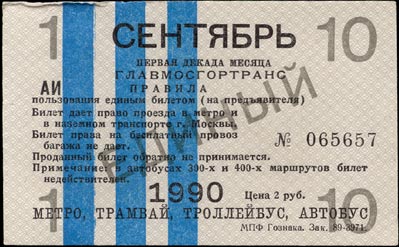 1 СЕНТЯБРЬ 10
ПЕРВАЯ ДЕКАДА МЕСЯЦА
ГЛАВМОСГОРТРАНС
АИ ПРАВИЛА
пользования единым билетом (на предъявителя)
Билет дает право проезда в метро и
в наземном транспорте г. Москвы.
Билет права на бесплатный провоз
багажа не дает.
№ 065657
Проданный билет обратно не принимается.
Примечание: в автобусах 300-х и 400-х маршрутов билет
недействителен.
ЕДИНЫЙ
1 1990 Цена 2 руб. 10
МЕТРО, ТРАМВАЙ, ТРОЛЛЕЙБУС, АВТОБУС
МПФ Гознака. Зак. 89-3971.